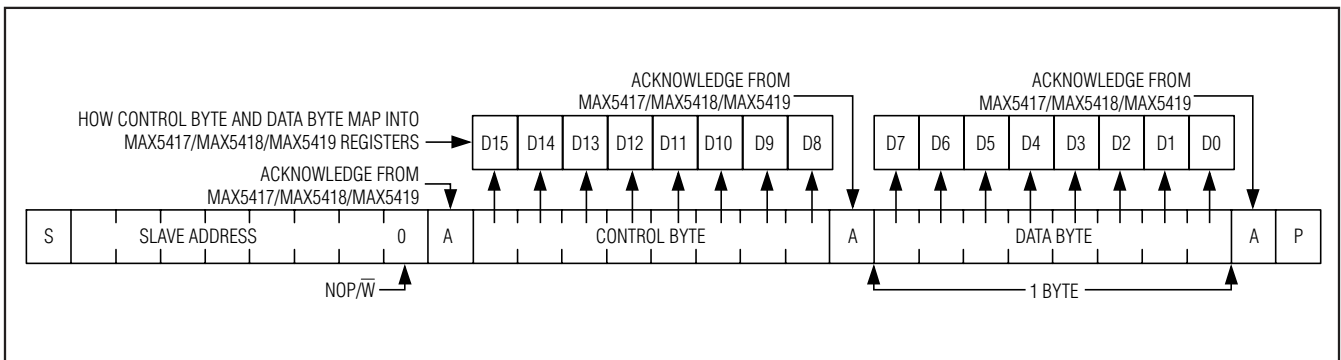 ACKNOWLEDGE FROM
MAX5417/MAX5418/MAX5419
ACKNOWLEDGE FROM
MAX5417/MAX5418/MAX5419
HOW CONTROL BYTE AND DATA BYTE MAP INTO
MAX5417/MAX5418/MAX5419 REGISTERS
D15 D14 D13 D12 D11 D10 D9 D8
D7 D6 D5 D4 D3 D2 D1 D0
ACKNOWLEDGE FROM
MAX5417/MAX5418/MAX5419
S SLAVE ADDRESS 0 A CONTROL BYTE A DATA BYTE A P
NOP/W̅
1 BYTE